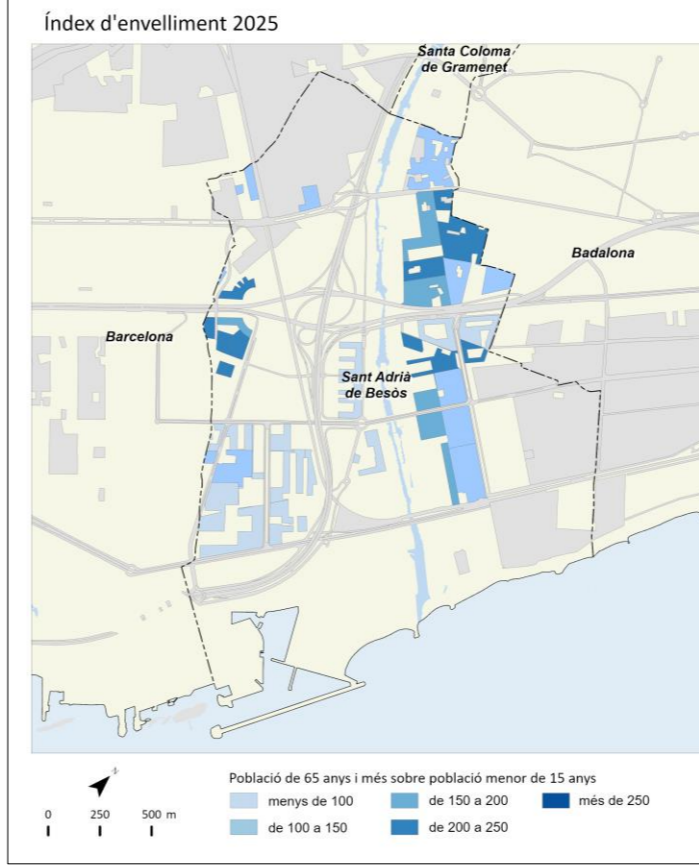 Índex d'envelliment 2025
Santa Coloma
de Gramenet
Badalona
Barcelona
Sant Adrià
de Besòs
Població de 65 anys i més sobre població menor de 15 anys
menys de 100
de 150 a 200
més de 250
de 100 a 150
de 200 a 250
0 250 500 m